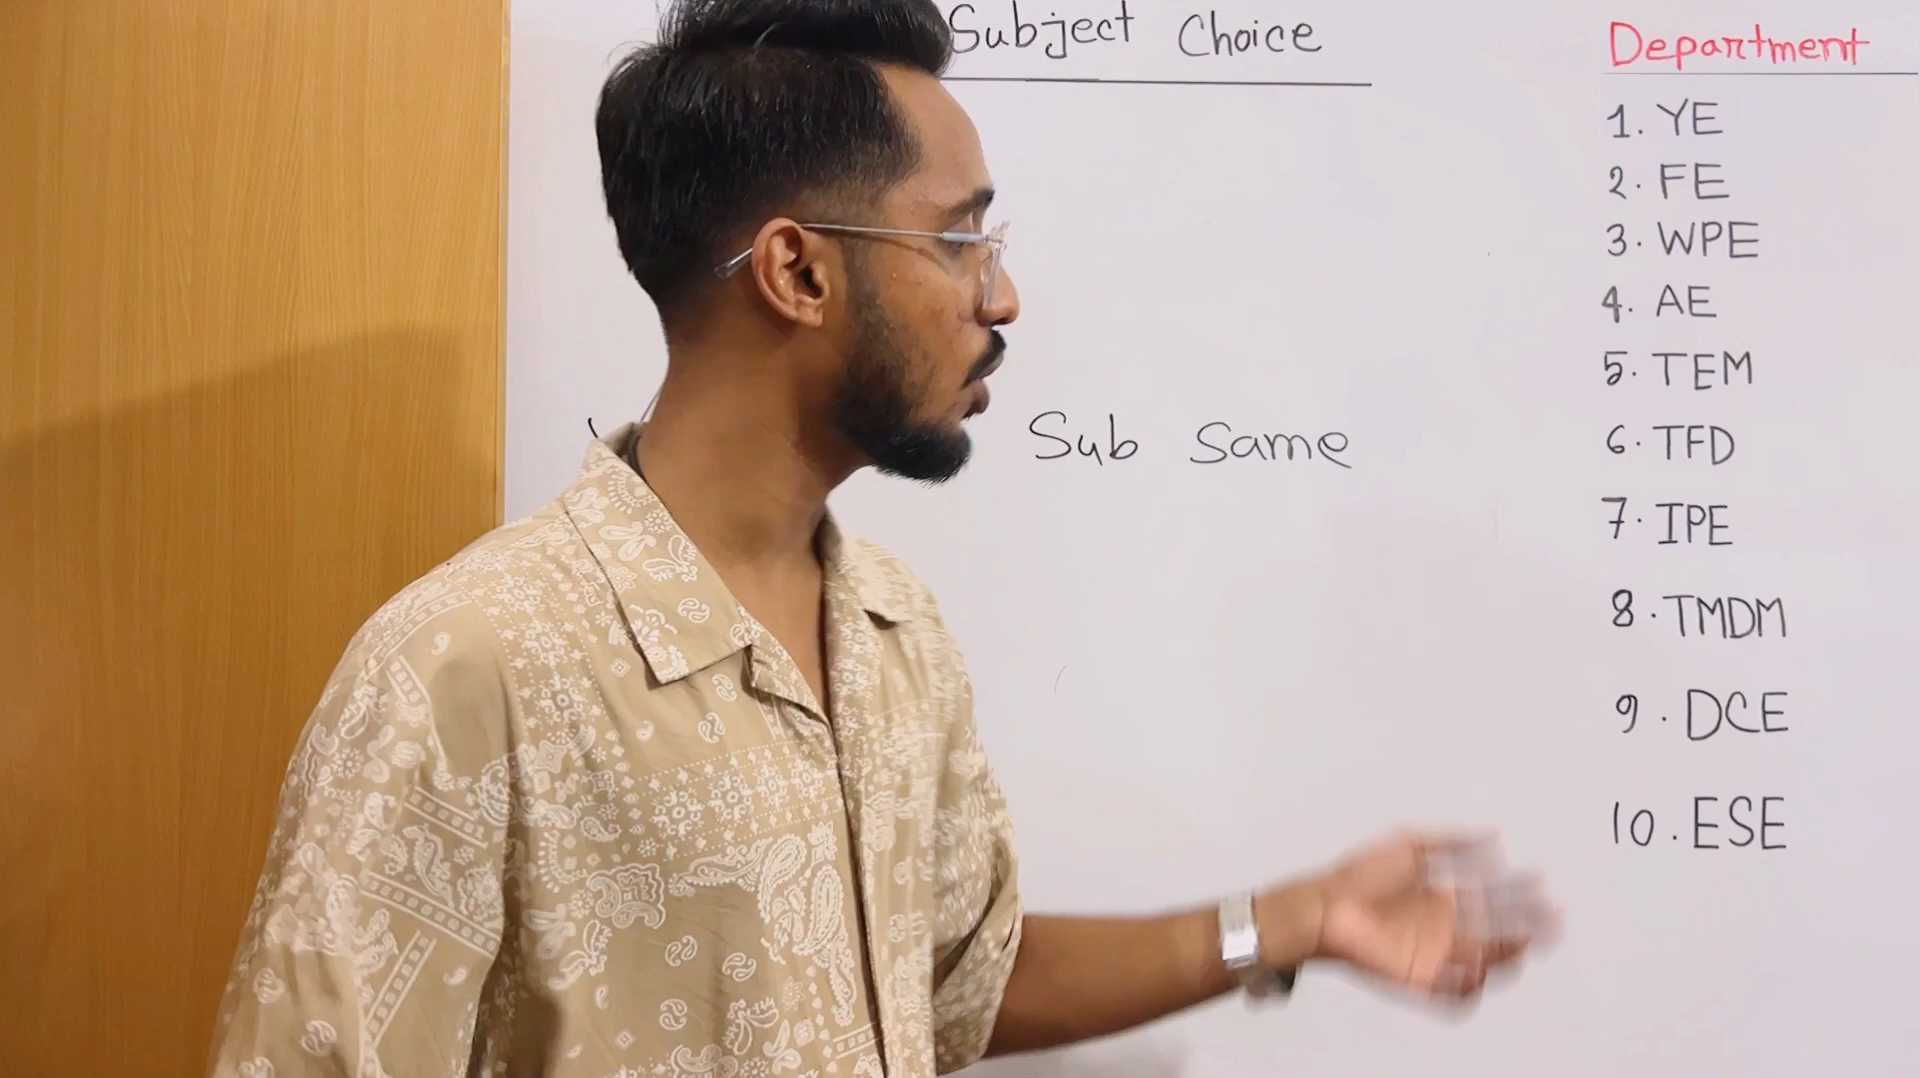 Subject Choice
Sub Same
Department
1. YE
2. FE
3. WPE
4. AE
5. TEM
6. TFD
7. IPE
8. TMDM
9. DCE
10. ESE